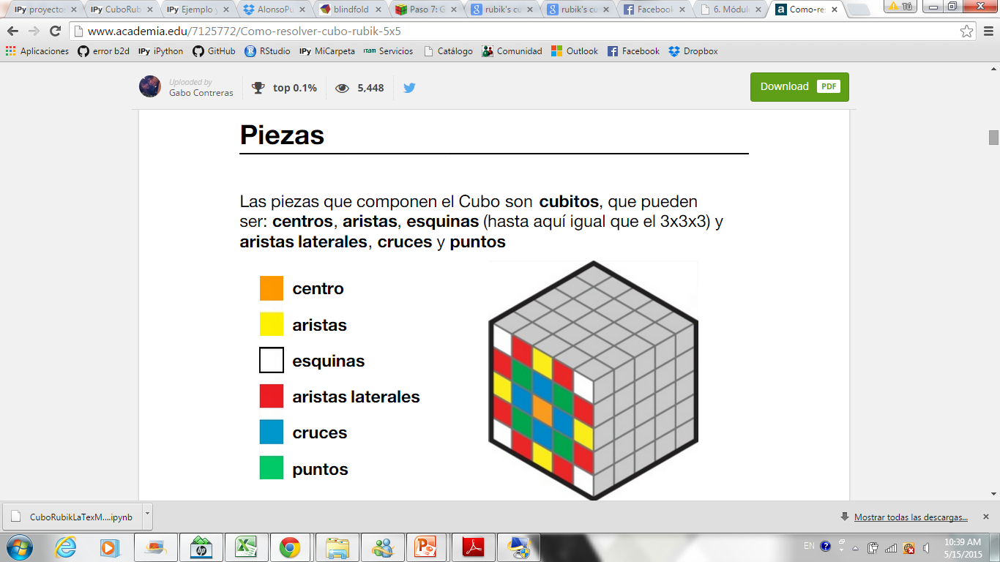 IPy proyectos
IPy CuboRub
IPy Ejemplo y
AlonsoPu
blindfold
Paso 7: G
rubik's cu
rubik's cu
Facebook
6. Módul
Como-re
Tú
www.academia.edu/7125772/Como-resolver-cubo-rubik-5x5
Aplicaciones error b2d IPy iPython GitHub RStudio IPy MiCarpeta ITAM Servicios Catálogo Comunidad Outlook Facebook Dropbox
Uploaded by
Gabo Contreras
top 0.1%
5,448
Download PDF
Piezas
Las piezas que componen el Cubo son cubitos, que pueden
ser: centros, aristas, esquinas (hasta aquí igual que el 3x3x3) y
aristas laterales, cruces y puntos
centro
aristas
esquinas
aristas laterales
cruces
puntos
CuboRubikLaTexM....ipynb
Mostrar todas las descargas...
EN
10:39 AM
5/15/2015